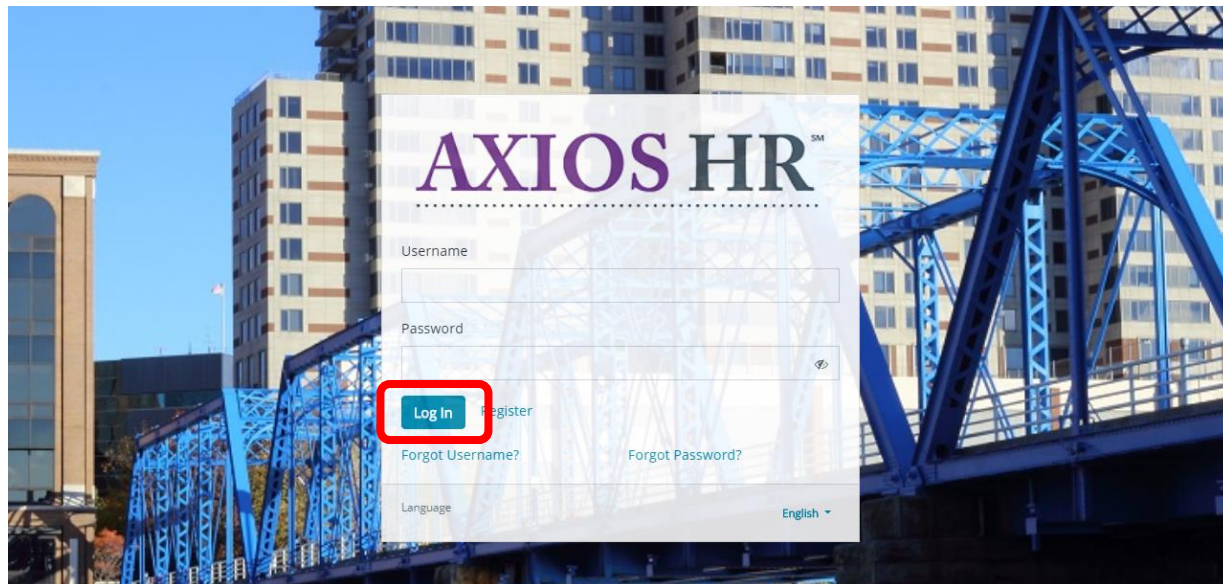 AXIOS HR℠
Username
Password
Log In Register
Forgot Username? Forgot Password?
Language English